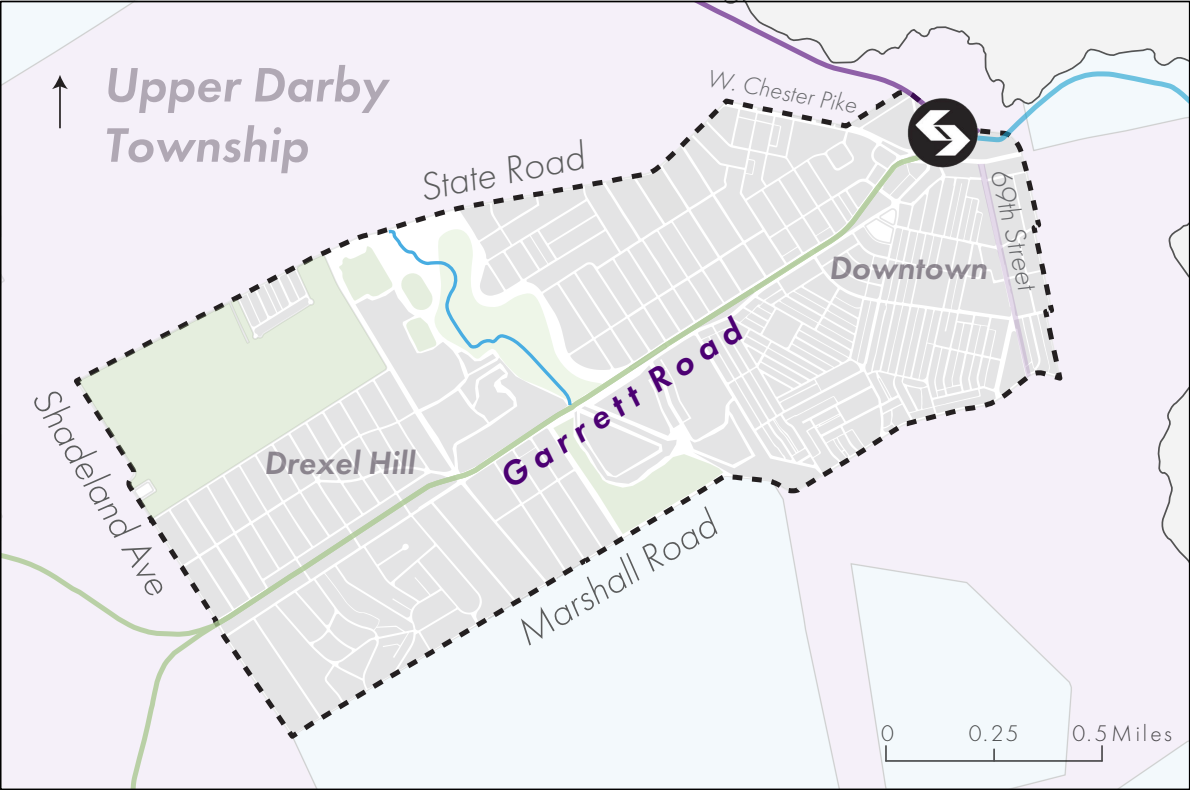 Upper Darby
Township
W. Chester Pike
State Road
69th Street
Downtown
Garrett Road
Shadeland Ave
Drexel Hill
Marshall Road
0 0.25 0.5 Miles